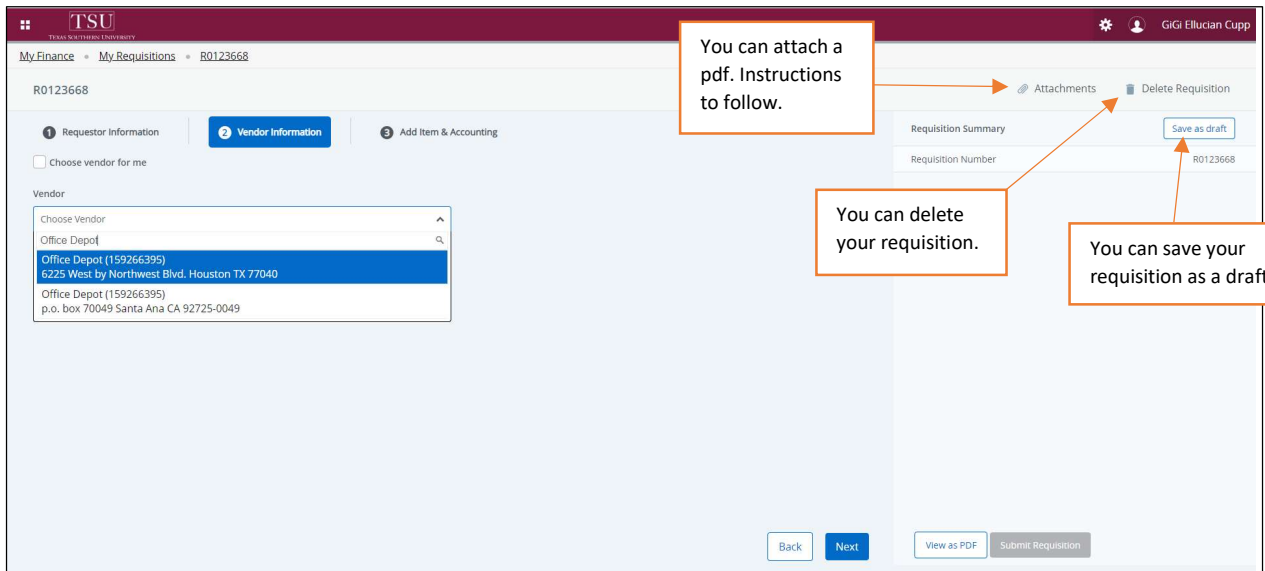 TSU
TEXAS SOUTHERN UNIVERSITY
GiGi Ellucian Cupp
My Finance • My Requisitions • R0123668
You can attach a
pdf. Instructions
to follow.
R0123668
Attachments
Delete Requisition
1 Requestor Information
2 Vendor Information
3 Add Item & Accounting
Requisition Summary
Save as draft
Choose vendor for me
Requisition Number R0123668
Vendor
Choose Vendor
Office Depot
Office Depot (159266395)
6225 West by Northwest Blvd. Houston TX 77040
Office Depot (159266395)
p.o. box 70049 Santa Ana CA 92725-0049
You can delete
your requisition.
You can save your
requisition as a draft
Back
Next
View as PDF
Submit Requisition